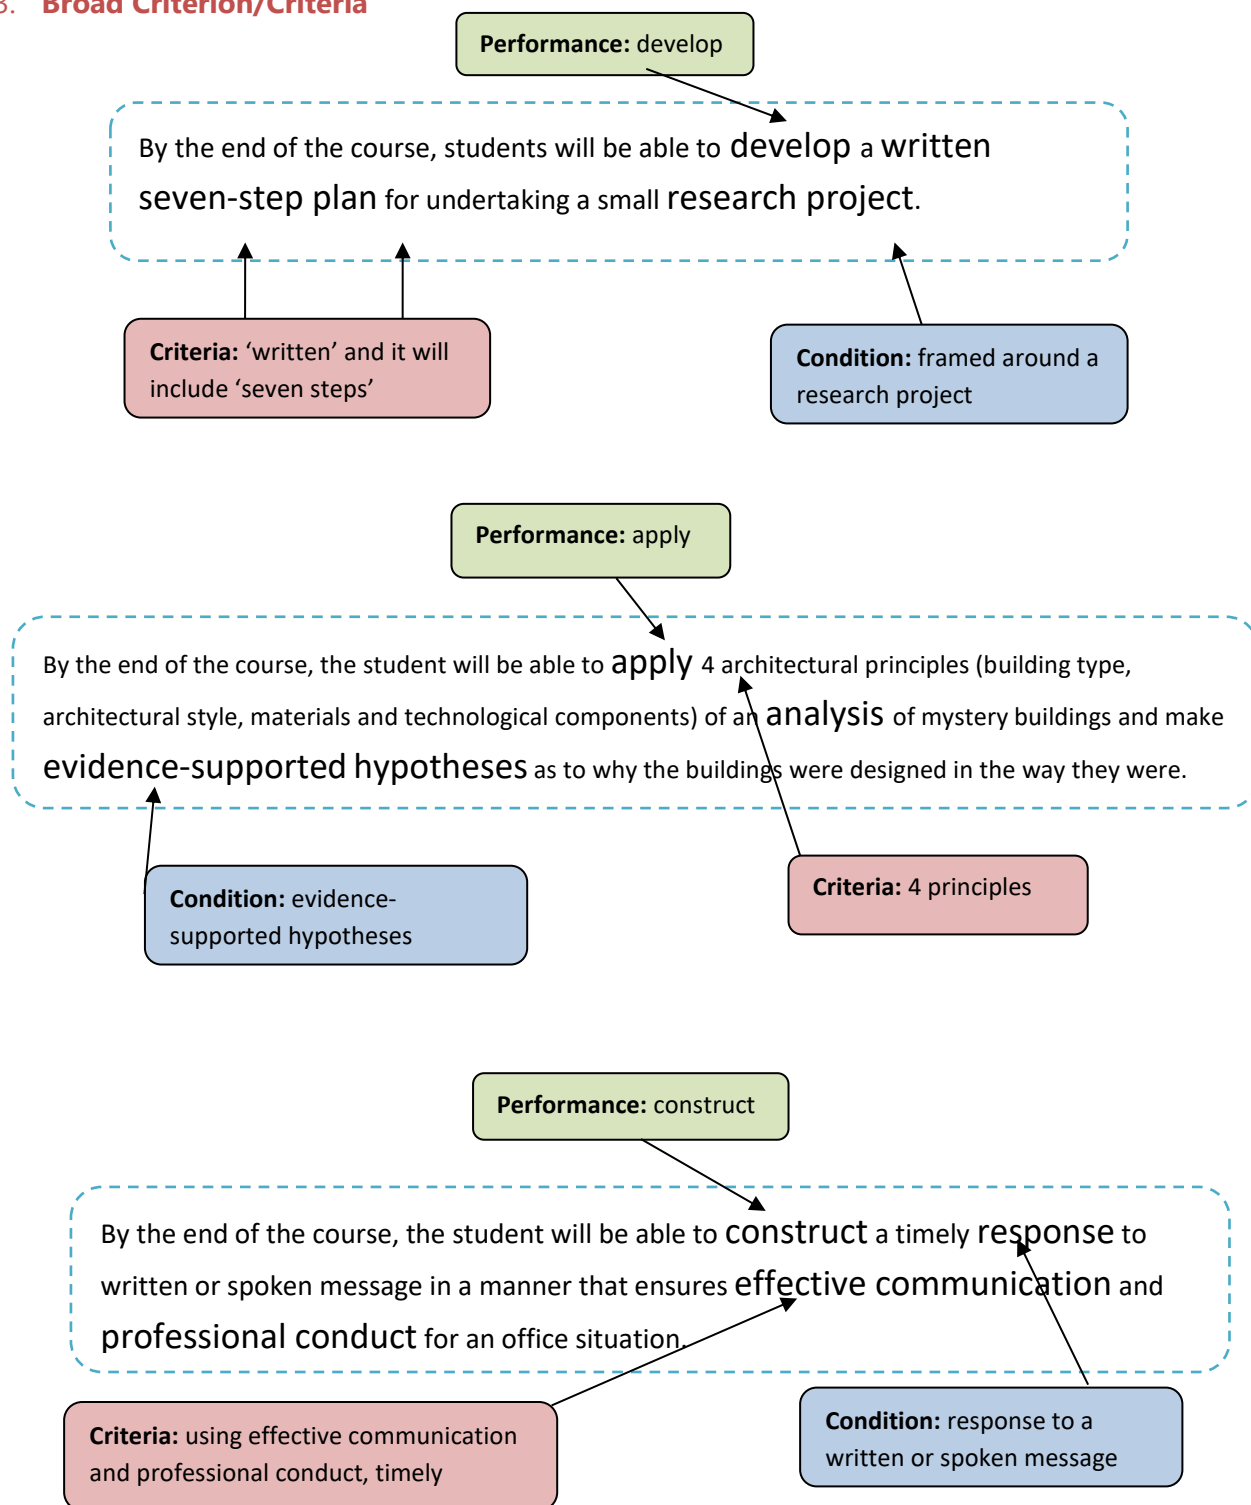 3. Broad Criterion/Criteria
Performance: develop
By the end of the course, students will be able to develop a written
seven-step plan for undertaking a small research project.
Criteria: ‘written’ and it will
include ‘seven steps’
Condition: framed around a
research project
Performance: apply
By the end of the course, the student will be able to apply 4 architectural principles (building type,
architectural style, materials and technological components) of an analysis of mystery buildings and make
evidence-supported hypotheses as to why the buildings were designed in the way they were.
Condition: evidence-
supported hypotheses
Criteria: 4 principles
Performance: construct
By the end of the course, the student will be able to construct a timely response to
written or spoken message in a manner that ensures effective communication and
professional conduct for an office situation.
Criteria: using effective communication
and professional conduct, timely
Condition: response to a
written or spoken message